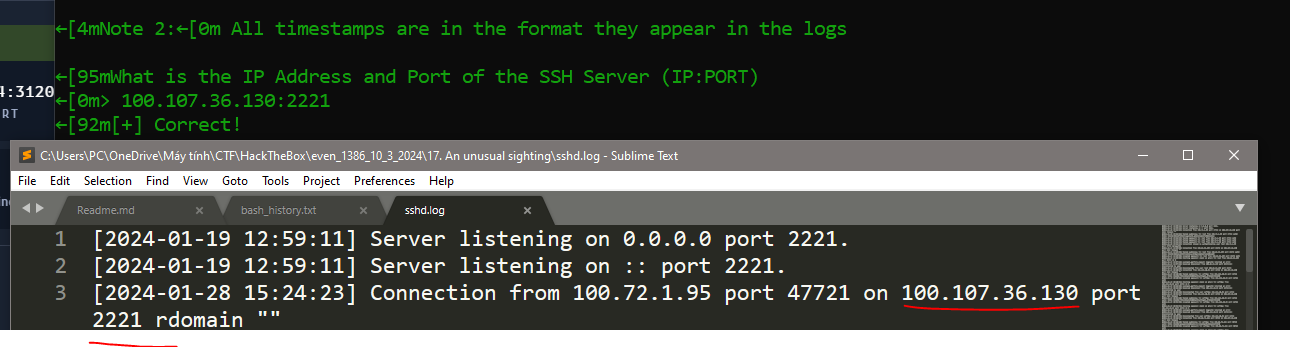 ←[4mNote 2:←[0m All timestamps are in the format they appear in the logs
←[95mWhat is the IP Address and Port of the SSH Server (IP:PORT)
4:3120
←[0m> 100.107.36.130:2221
RT
←[92m[+] Correct!
C:\Users\PC\OneDrive\Máy tính\CTF\HackTheBox\even_1386_10_3_2024\17. An unusual sighting\sshd.log - Sublime Text
File Edit Selection Find View Goto Tools Project Preferences Help
Readme.md bash_history.txt sshd.log
1 [2024-01-19 12:59:11] Server listening on 0.0.0.0 port 2221.
2 [2024-01-19 12:59:11] Server listening on :: port 2221.
3 [2024-01-28 15:24:23] Connection from 100.72.1.95 port 47721 on 100.107.36.130 port
2221 rdomain ""